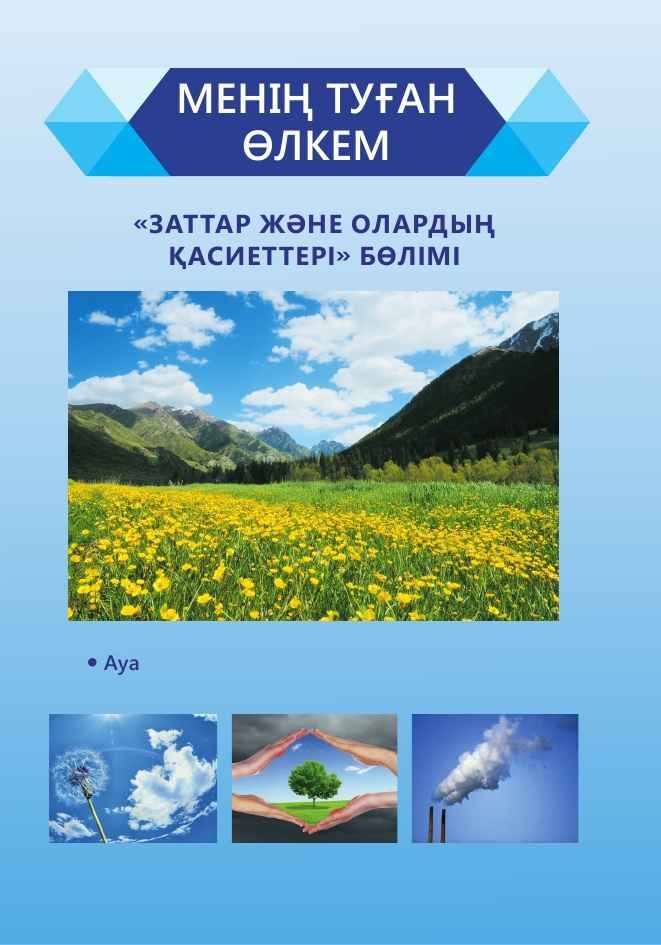 МЕНІҢ ТУҒАН
ӨЛКЕМ
«ЗАТТАР ЖӘНЕ ОЛАРДЫҢ
ҚАСИЕТТЕРІ» БӨЛІМІ
• Ауа